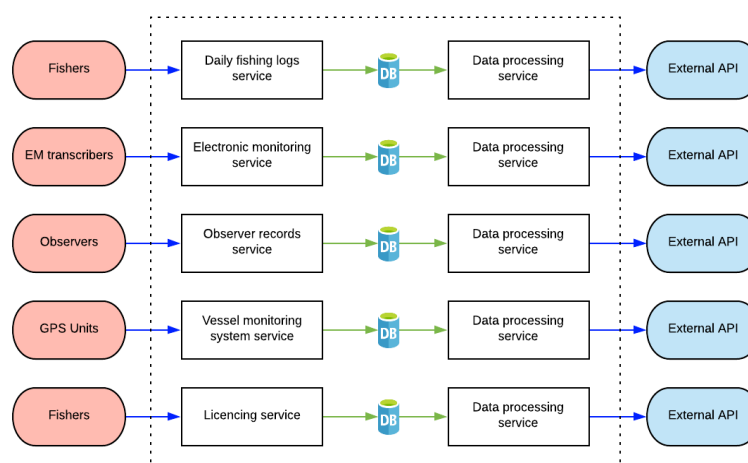 Fishers
Daily fishing logs
service
DB
Data processing
service
External API
EM transcribers
Electronic monitoring
service
DB
Data processing
service
External API
Observers
Observer records
service
DB
Data processing
service
External API
GPS Units
Vessel monitoring
system service
DB
Data processing
service
External API
Fishers
Licencing service
DB
Data processing
service
External API